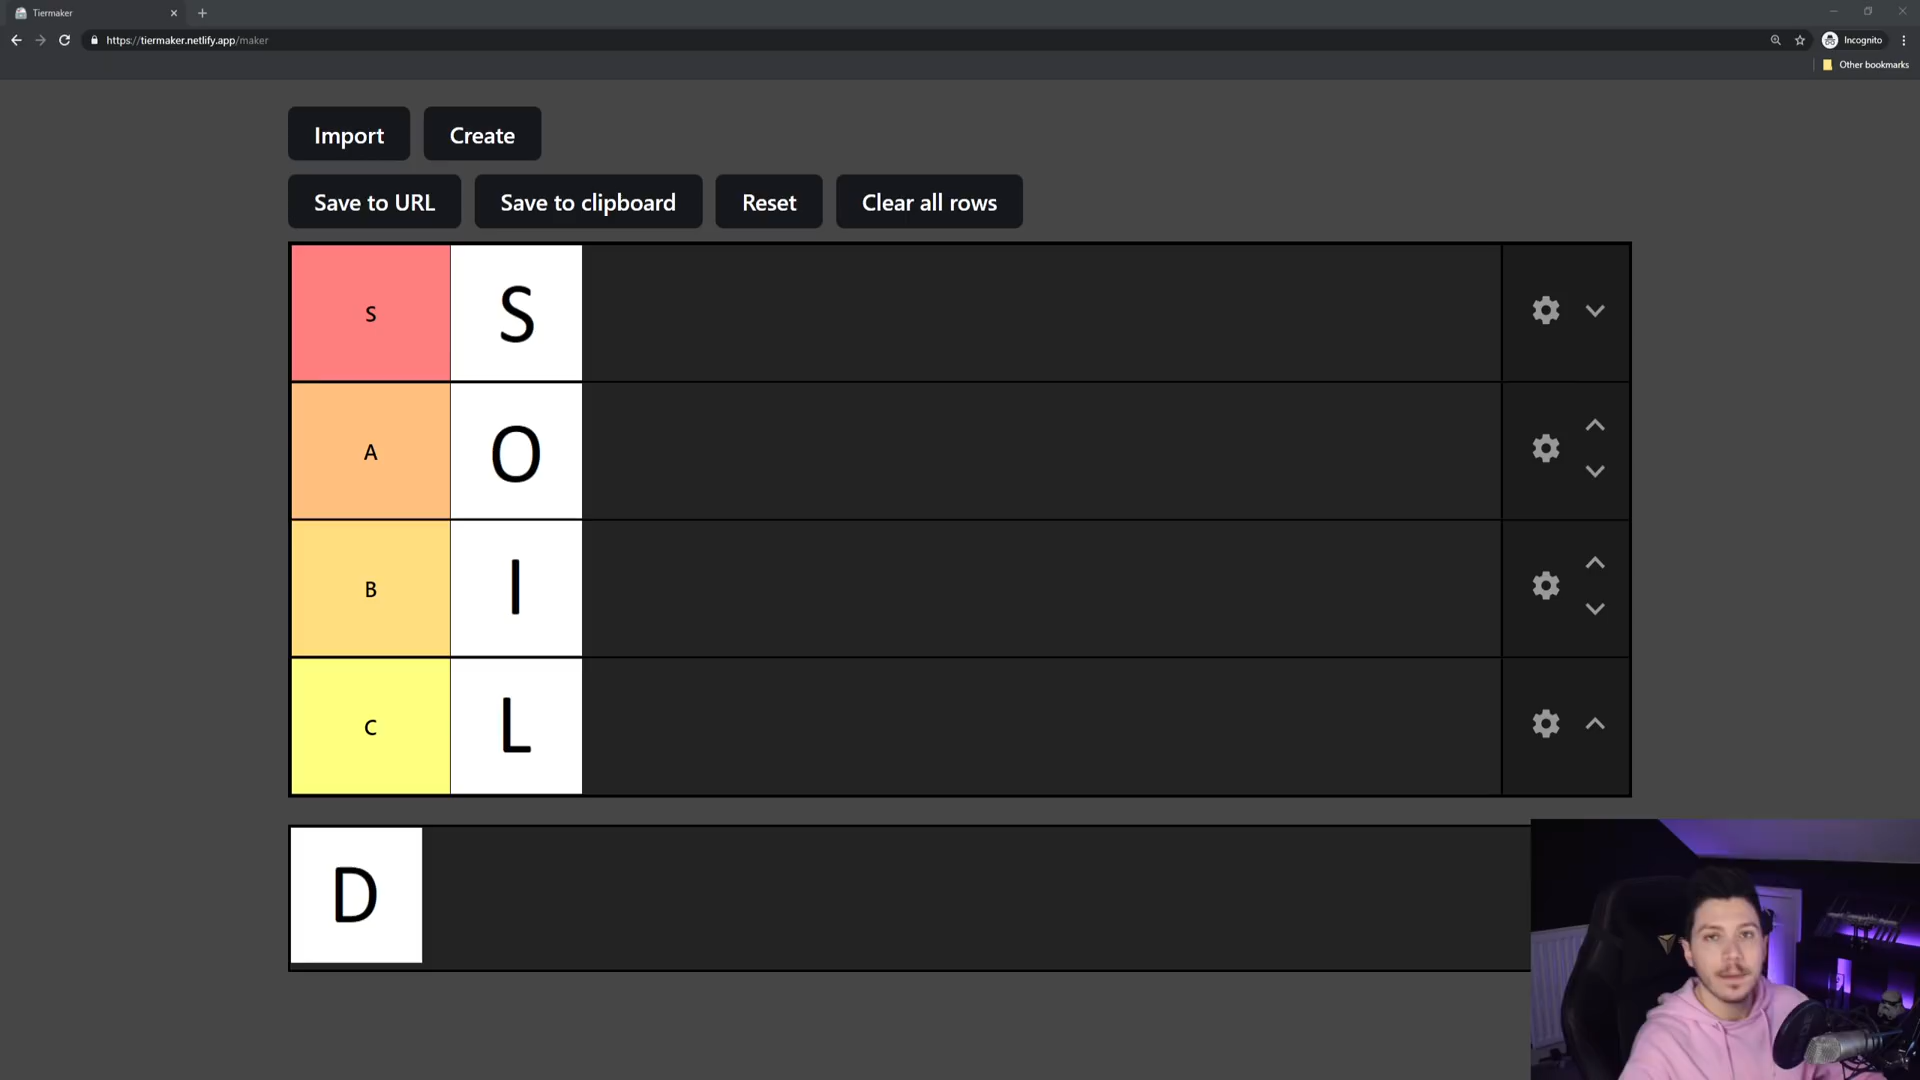 Tiermaker
https://tiermaker.netlify.app/maker
Incognito
Other bookmarks
Import Create
Save to URL Save to clipboard Reset Clear all rows
S S
A O
B I
C L
D